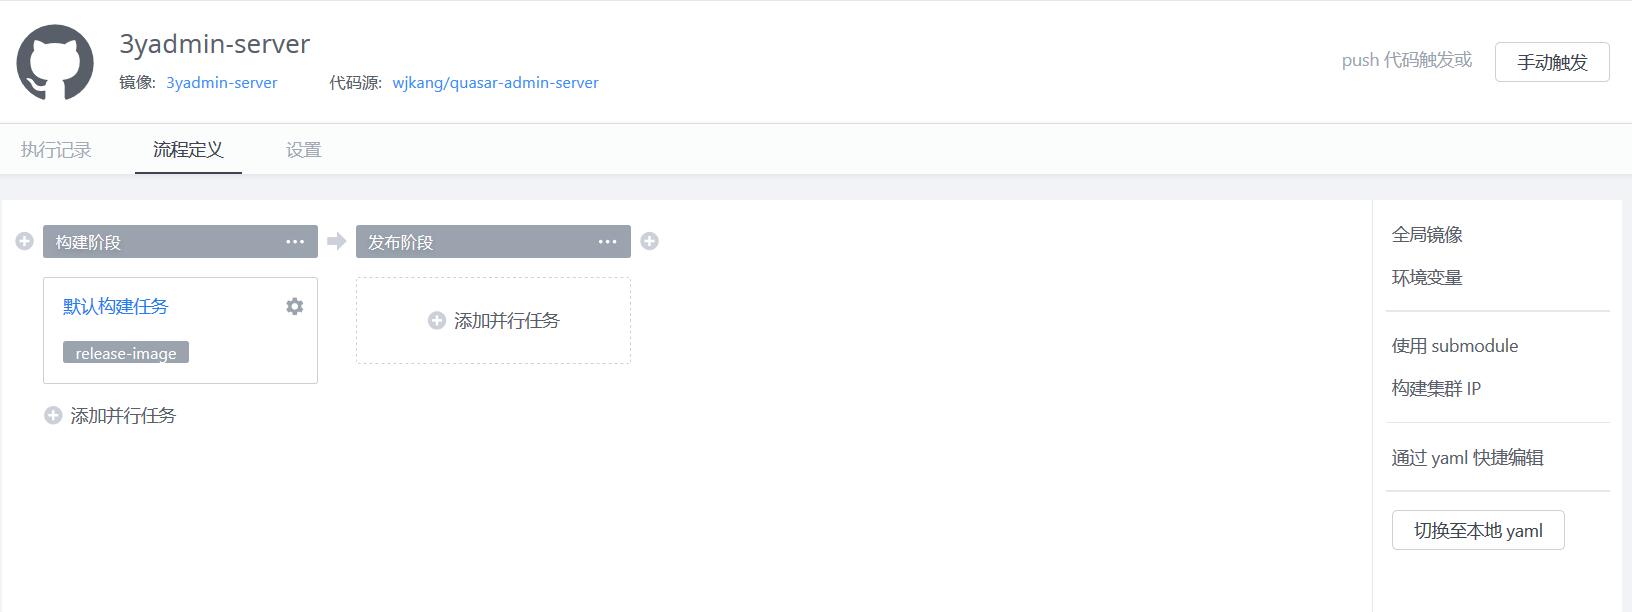 3yadmin-server
镜像: 3yadmin-server 代码源: wjkang/quasar-admin-server
push 代码触发或 手动触发
执行记录 流程定义 设置
构建阶段 发布阶段
默认构建任务
release-image
添加并行任务
添加并行任务
全局镜像
环境变量
使用 submodule
构建集群 IP
通过 yaml 快捷编辑
切换至本地 yaml